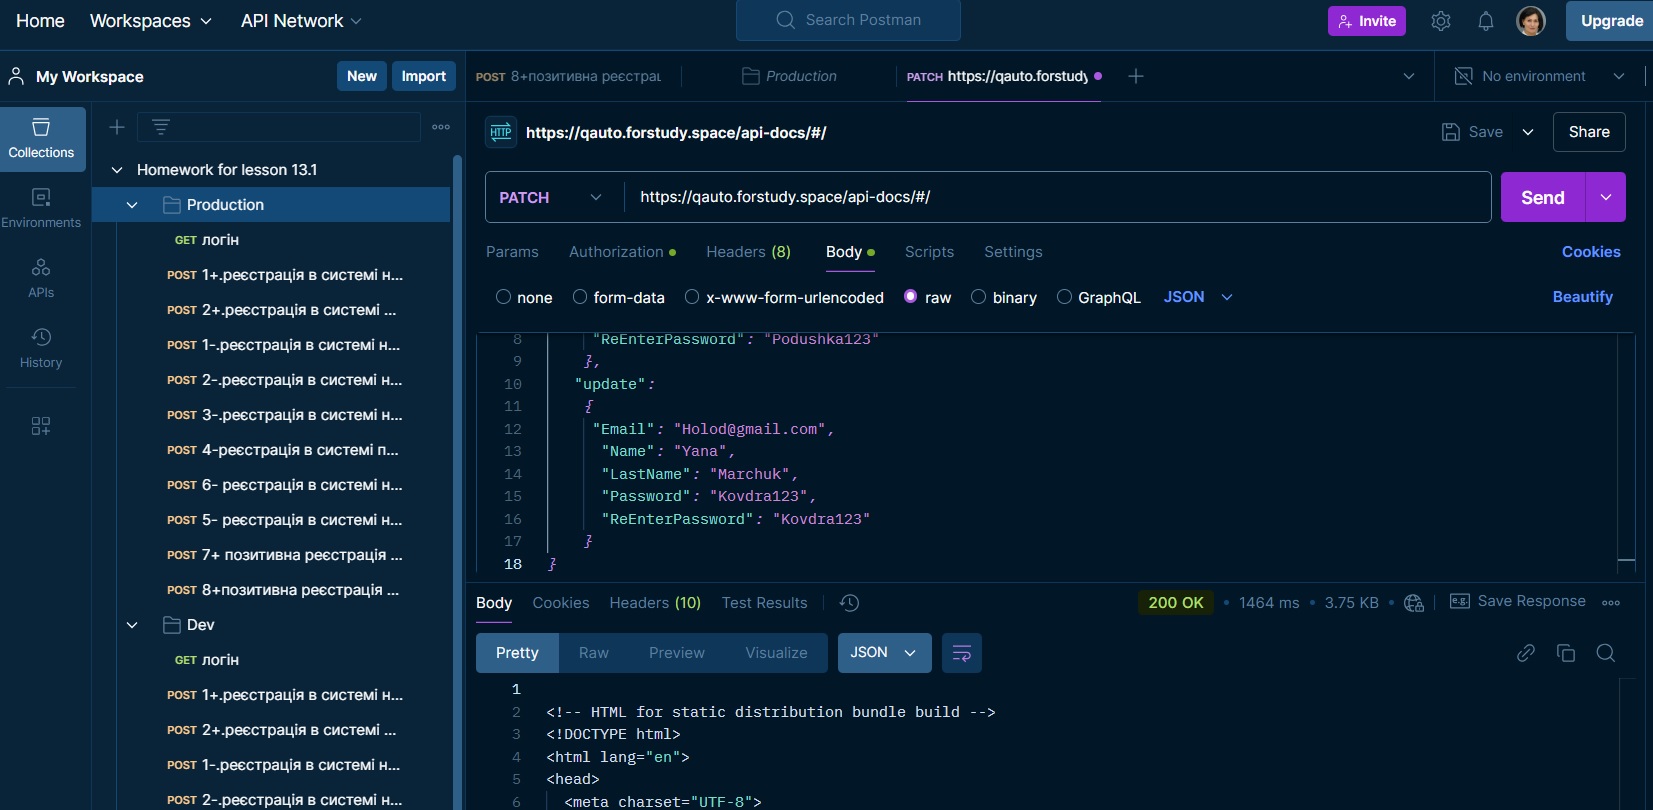 Home Workspaces API Network Search Postman Invite Upgrade
My Workspace New Import
POST 8+позитивна реєстрац Production PATCH https://qauto.forstudy No environment
Collections
Environments
APIs
History
Homework for lesson 13.1
Production
GET логін
POST 1+.реєстрація в системі н...
POST 2+.реєстрація в системі ...
POST 1-.реєстрація в системі н...
POST 2-.реєстрація в системі н...
POST 3-.реєстрація в системі н...
POST 4-реєстрація в системі п...
POST 6- реєстрація в системі н...
POST 5- реєстрація в системі н...
POST 7+ позитивна реєстрація ...
POST 8+позитивна реєстрація ...
Dev
GET логін
POST 1+.реєстрація в системі н...
POST 2+.реєстрація в системі ...
POST 1-.реєстрація в системі н...
POST 2-.реєстрація в системі н...
HTTP https://qauto.forstudy.space/api-docs/#/ Save Share
PATCH https://qauto.forstudy.space/api-docs/#/ Send
Params Authorization Headers (8) Body Scripts Settings Cookies
none form-data x-www-form-urlencoded raw binary GraphQL JSON Beautify
8 "ReEnterPassword": "Podushka123"
9 },
10 "update":
11 {
12 "Email": "Holod@gmail.com",
13 "Name": "Yana",
14 "LastName": "Marchuk",
15 "Password": "Kovdra123",
16 "ReEnterPassword": "Kovdra123"
17 }
18 }
Body Cookies Headers (10) Test Results 200 OK • 1464 ms • 3.75 KB • e.g. Save Response
Pretty Raw Preview Visualize JSON
1
2 <!-- HTML for static distribution bundle build -->
3 <!DOCTYPE html>
4 <html lang="en">
5 <head>
6 <meta charset="UTF-8">